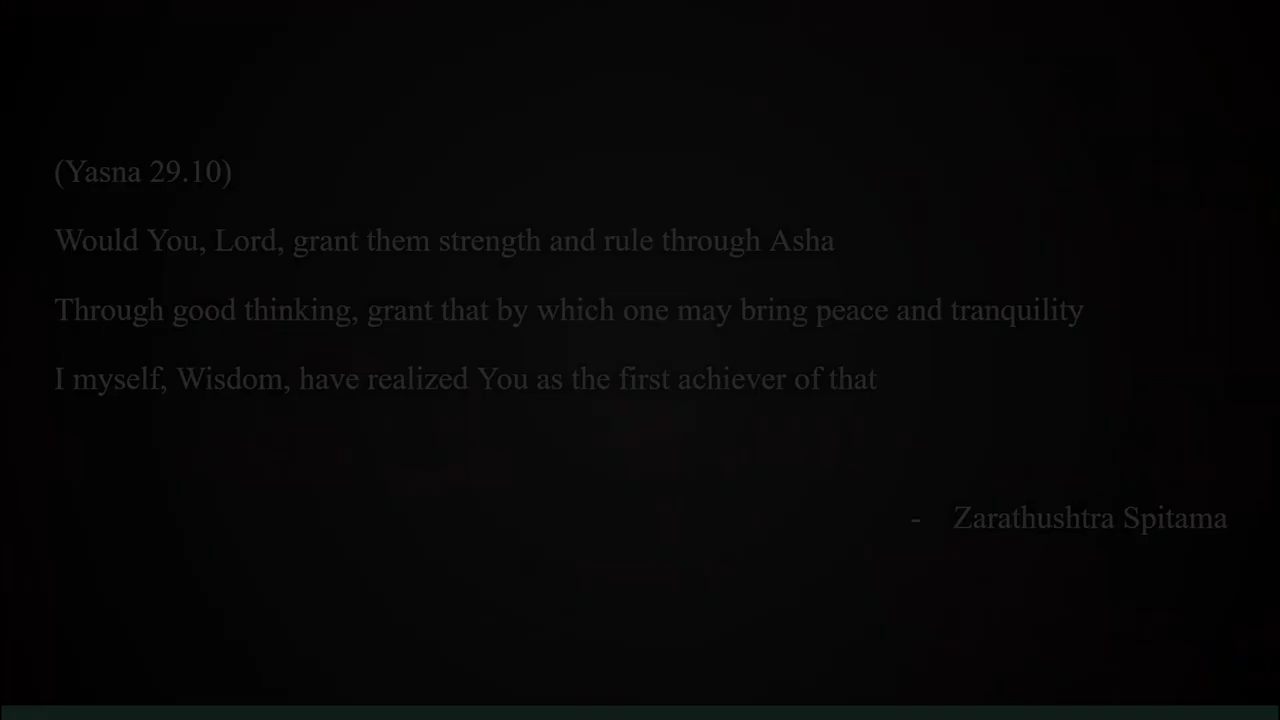 (Yasna 29.10)
Would You, Lord, grant them strength and rule through Asha
Through good thinking, grant that by which one may bring peace and tranquility
I myself, Wisdom, have realized You as the first achiever of that
- Zarathushtra Spitama